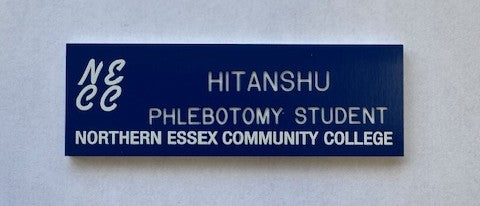 NE
CC
HITANSHU
PHLEBOTOMY STUDENT
NORTHERN ESSEX COMMUNITY COLLEGE